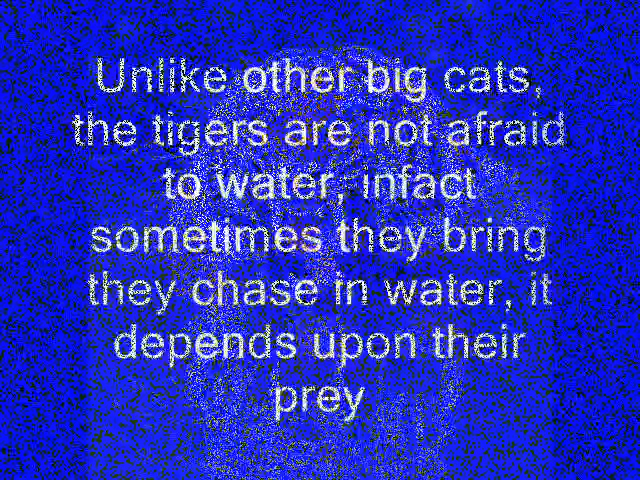 Unlike other big cats,
the tigers are not afraid
to water, infact
sometimes they bring
they chase in water, it
depends upon their
prey